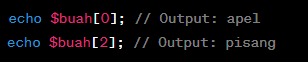 echo $buah[0]; // Output: apel
echo $buah[2]; // Output: pisang